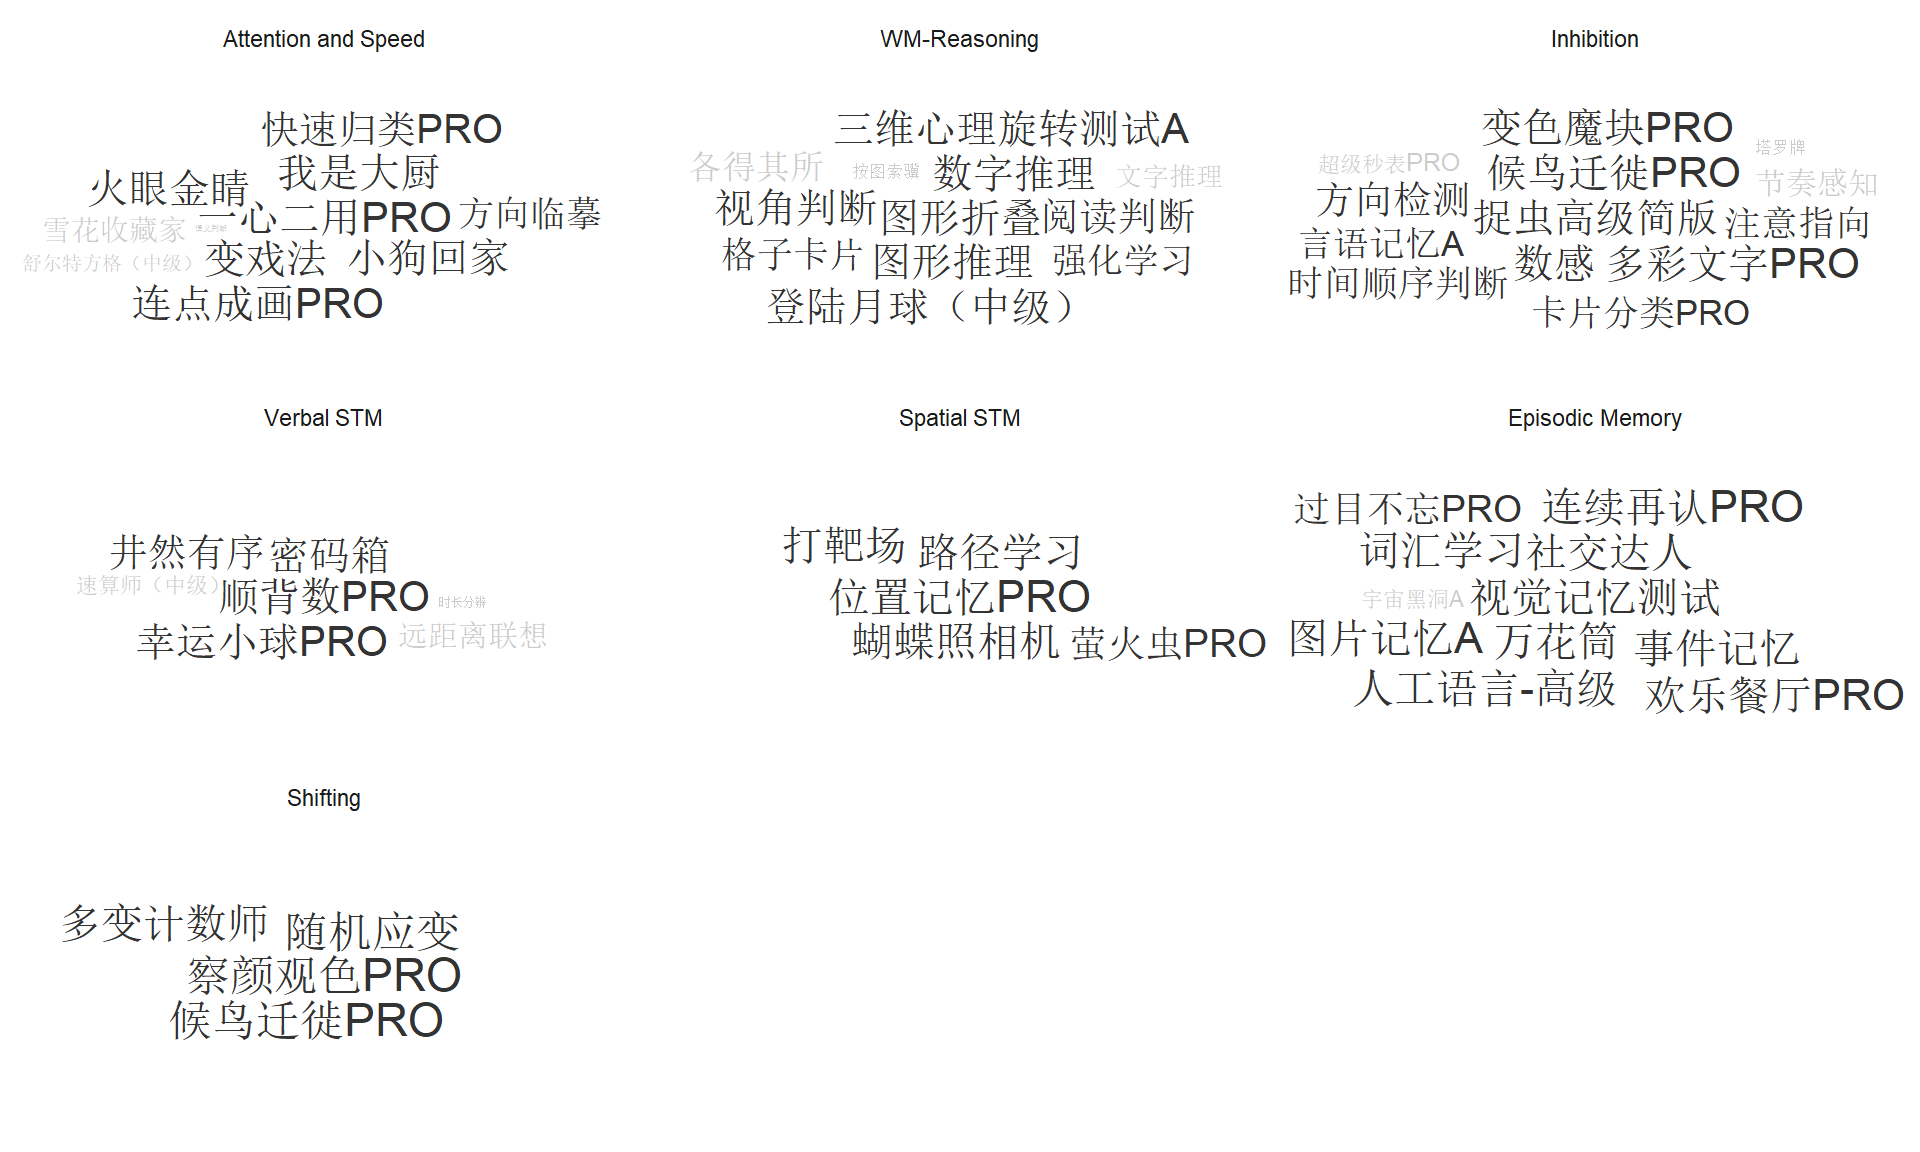 Attention and Speed
快速归类PRO
我是大厨
火眼金睛
一心二用PRO
方向临摹
雪花收藏家
语义判断
舒尔特方格（中级）
变戏法
小狗回家
连点成画PRO
WM-Reasoning
三维心理旋转测试A
各得其所
按图索骥
数字推理
文字推理
视角判断
图形折叠
阅读判断
格子卡片
图形推理
强化学习
登陆月球（中级）
Inhibition
变色魔块PRO
塔罗牌
超级秒表PRO
候鸟迁徙PRO
节奏感知
方向检测
捉虫高级简版
注意指向
言语记忆A
数感
多彩文字PRO
时间顺序判断
卡片分类PRO
Verbal STM
井然有序
密码箱
速算师（中级）
顺背数PRO
时长分辨
幸运小球PRO
远距离联想
Spatial STM
打靶场
路径学习
位置记忆PRO
蝴蝶照相机
萤火虫PRO
Episodic Memory
过目不忘PRO
连续再认PRO
词汇学习
社交达人
宇宙黑洞A
视觉记忆测试
图片记忆A
万花筒
事件记忆
人工语言-高级
欢乐餐厅PRO
Shifting
多变计数师
随机应变
察颜观色PRO
候鸟迁徙PRO